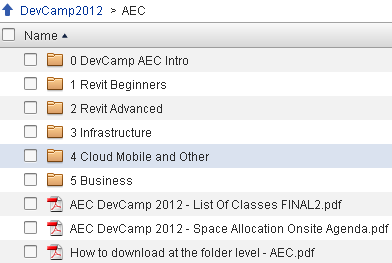 DevCamp2012 > AEC
Name
0 DevCamp AEC Intro
1 Revit Beginners
2 Revit Advanced
3 Infrastructure
4 Cloud Mobile and Other
5 Business
AEC DevCamp 2012 - List Of Classes FINAL2.pdf
AEC DevCamp 2012 - Space Allocation Onsite Agenda.pdf
How to download at the folder level - AEC.pdf